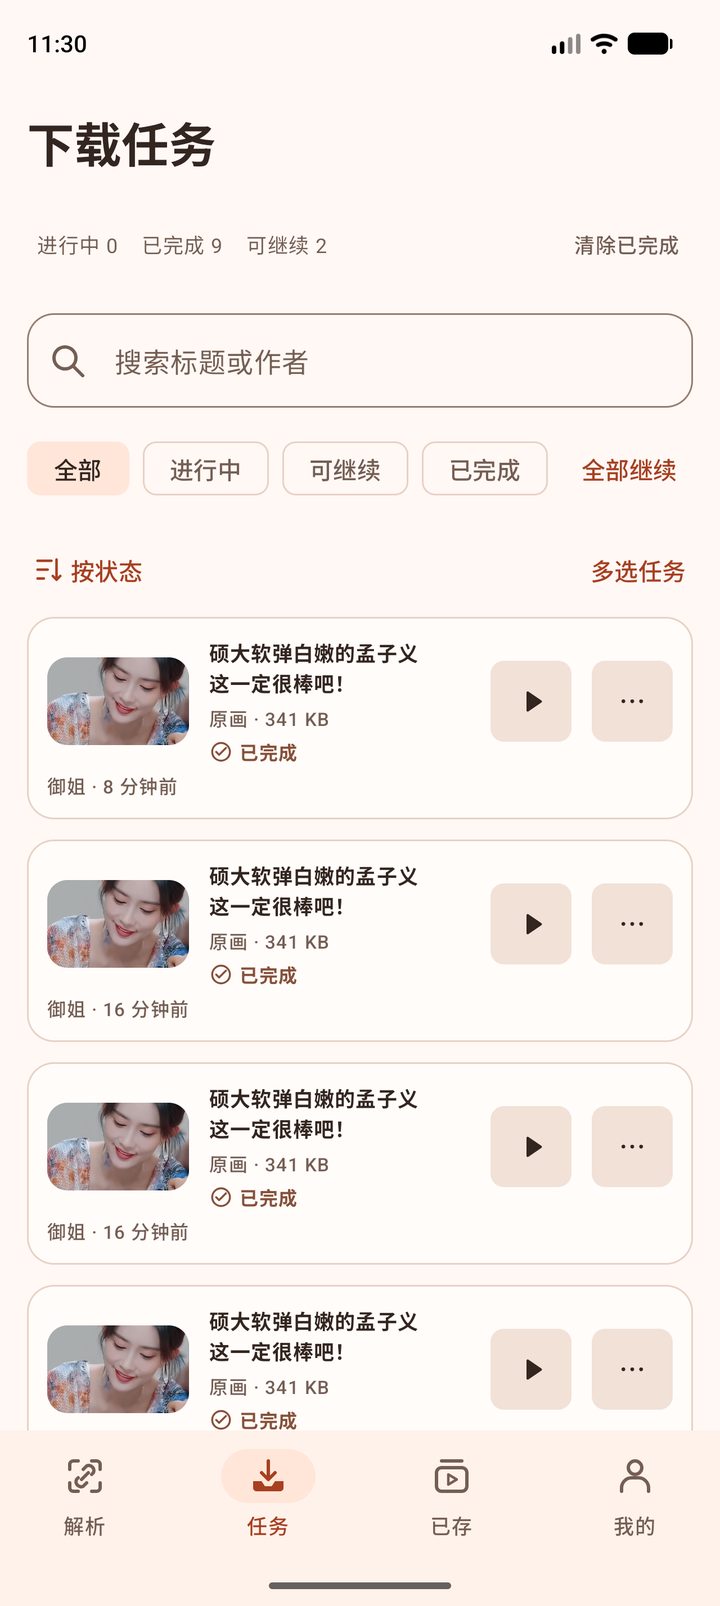 11:30
下载任务
进行中 0 已完成 9 可继续 2 清除已完成
搜索标题或作者
全部 进行中 可继续 已完成 全部继续
按状态 多选任务
硕大软弹白嫩的孟子义
这一定很棒吧！
原画 · 341 KB
已完成
御姐 · 8 分钟前
硕大软弹白嫩的孟子义
这一定很棒吧！
原画 · 341 KB
已完成
御姐 · 16 分钟前
硕大软弹白嫩的孟子义
这一定很棒吧！
原画 · 341 KB
已完成
御姐 · 16 分钟前
硕大软弹白嫩的孟子义
这一定很棒吧！
原画 · 341 KB
已完成
解析 任务 已存 我的